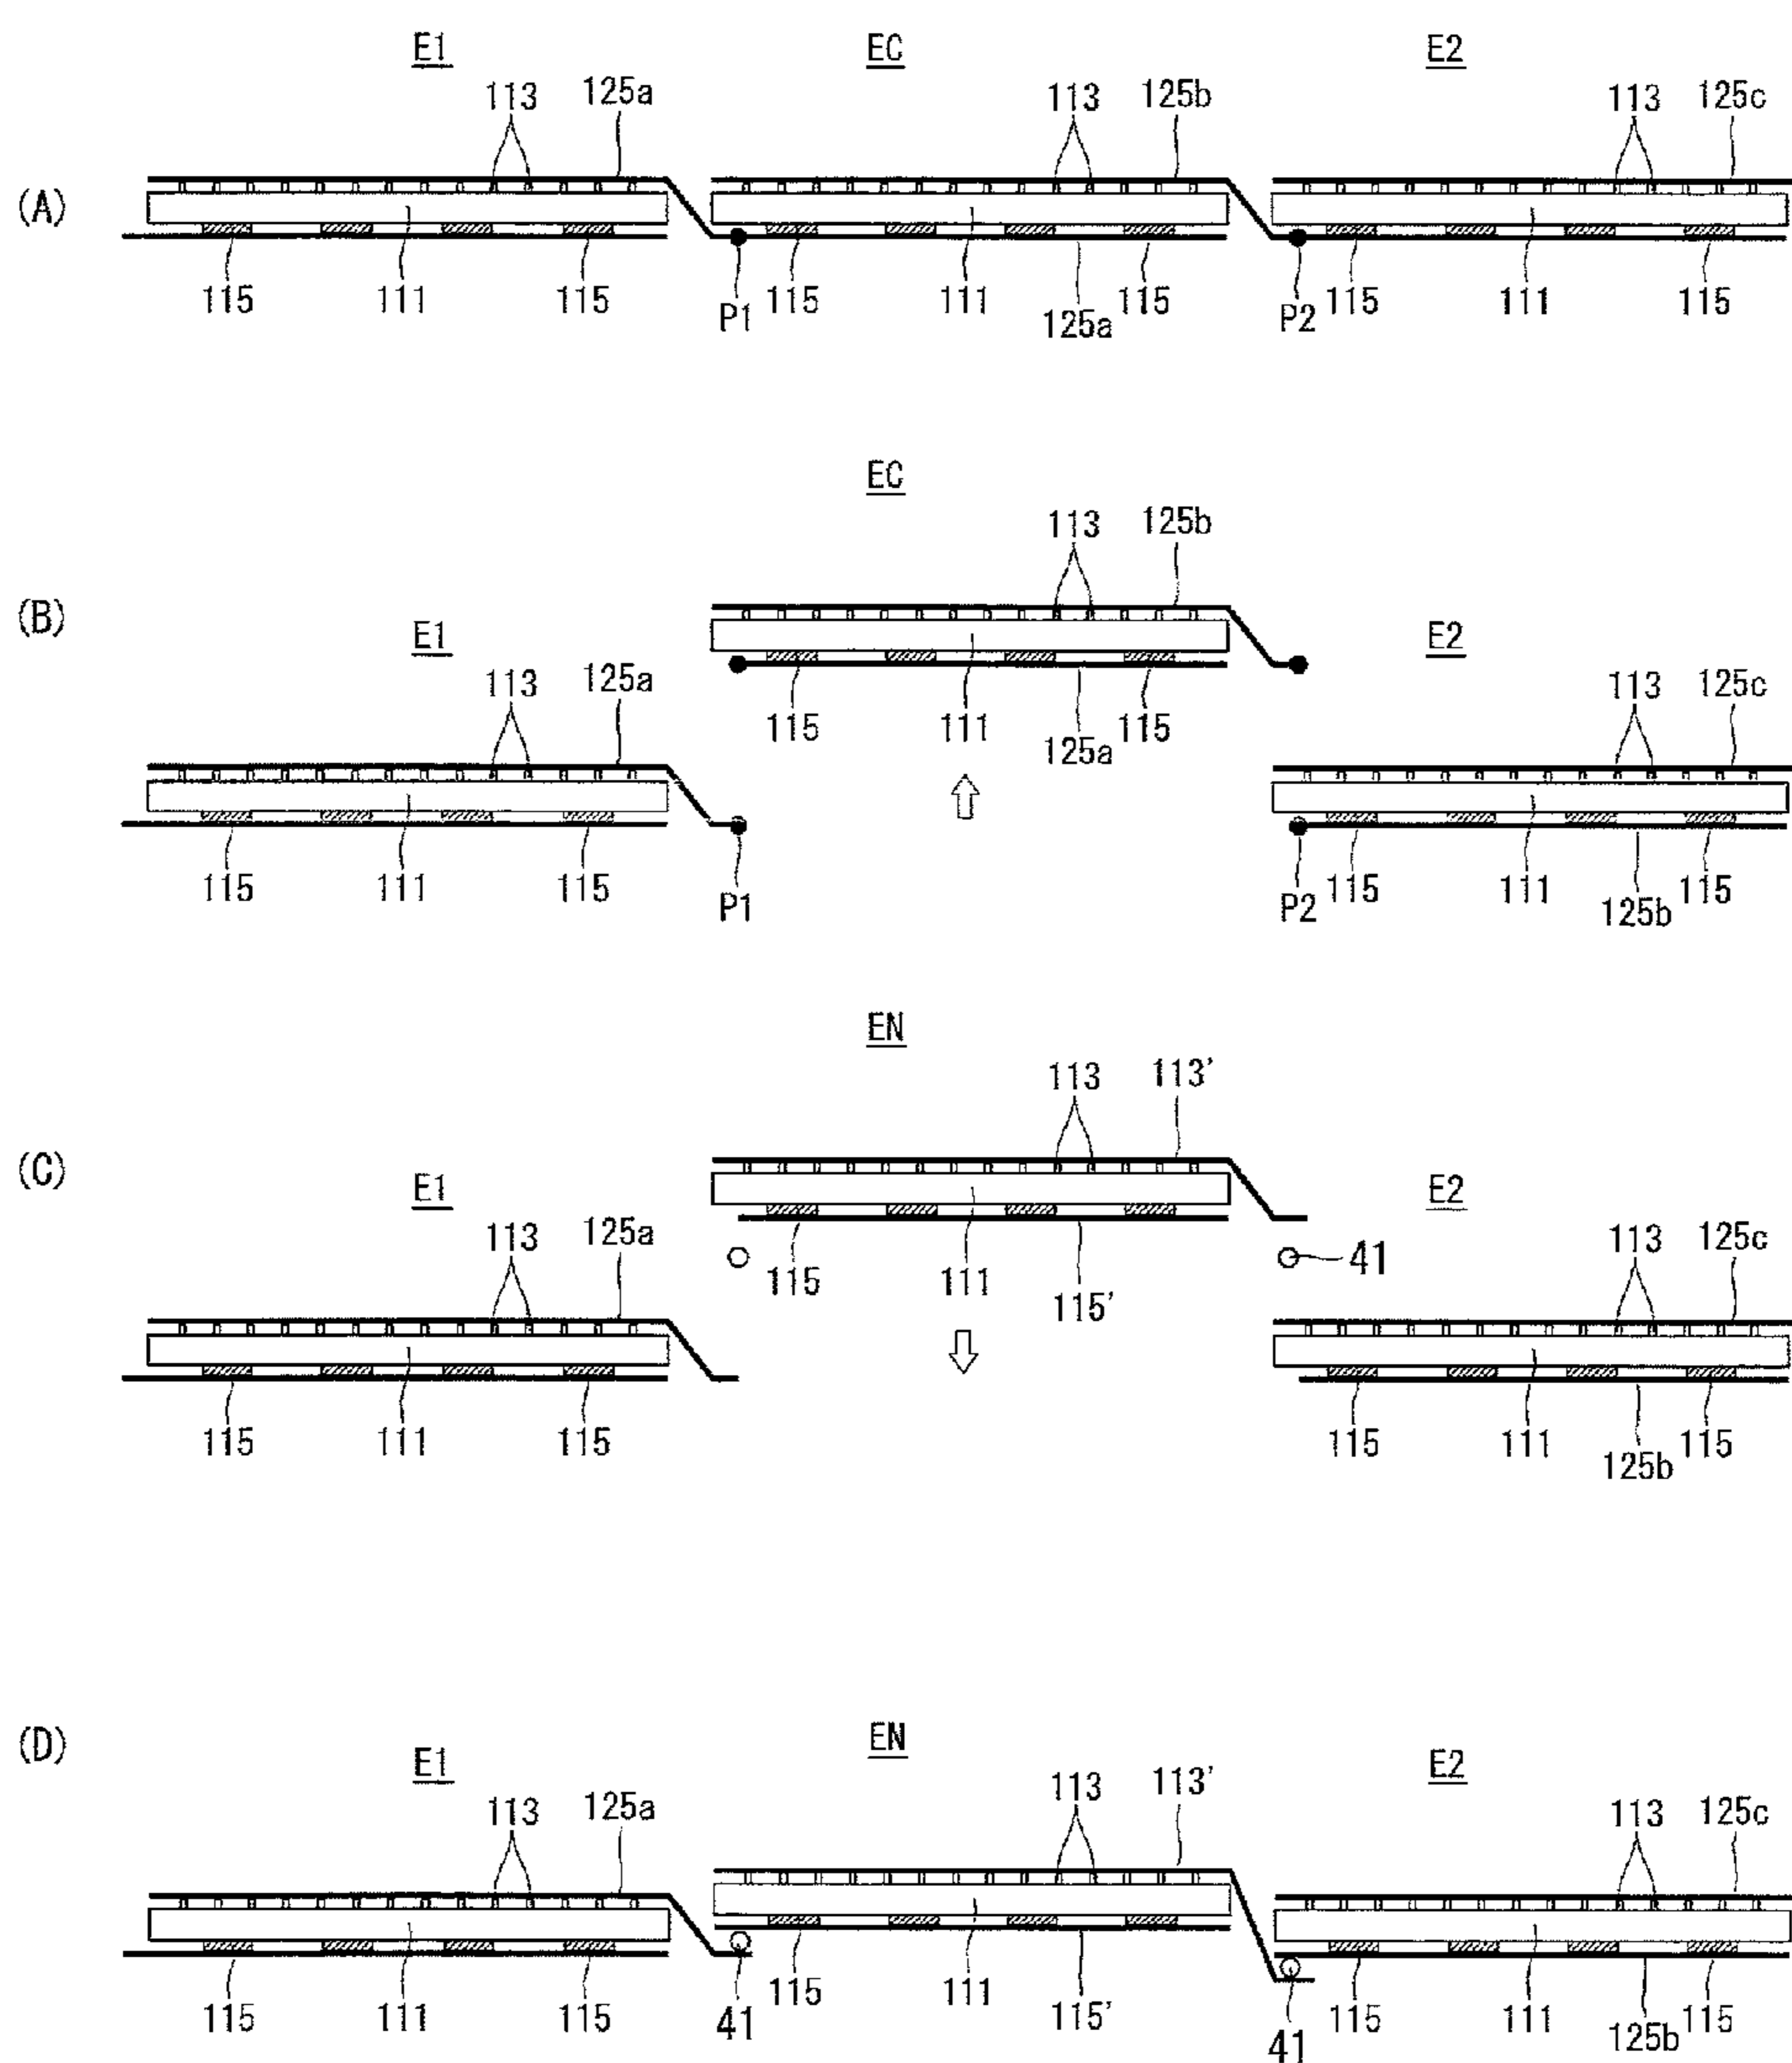 E1 EC E2
113 125a 113 125b 113 125c
(A)
115 111 115 P1 115 111 125a 115 P2 115 111 115
EC
113 125b
(B)
E1 E2
113 125a 115 111 125a 115 113 125c
115 111 115 P1 P2 115 111 125b 115
EN
113 113'
(C)
E1 E2
113 125a 115 111 115' 41 113 125c
115 111 115 115 111 125b 115
(D)
E1 EN E2
113 125a 113 113' 113 125c
115 111 115 41 115 111 115' 41 115 111 125b 115